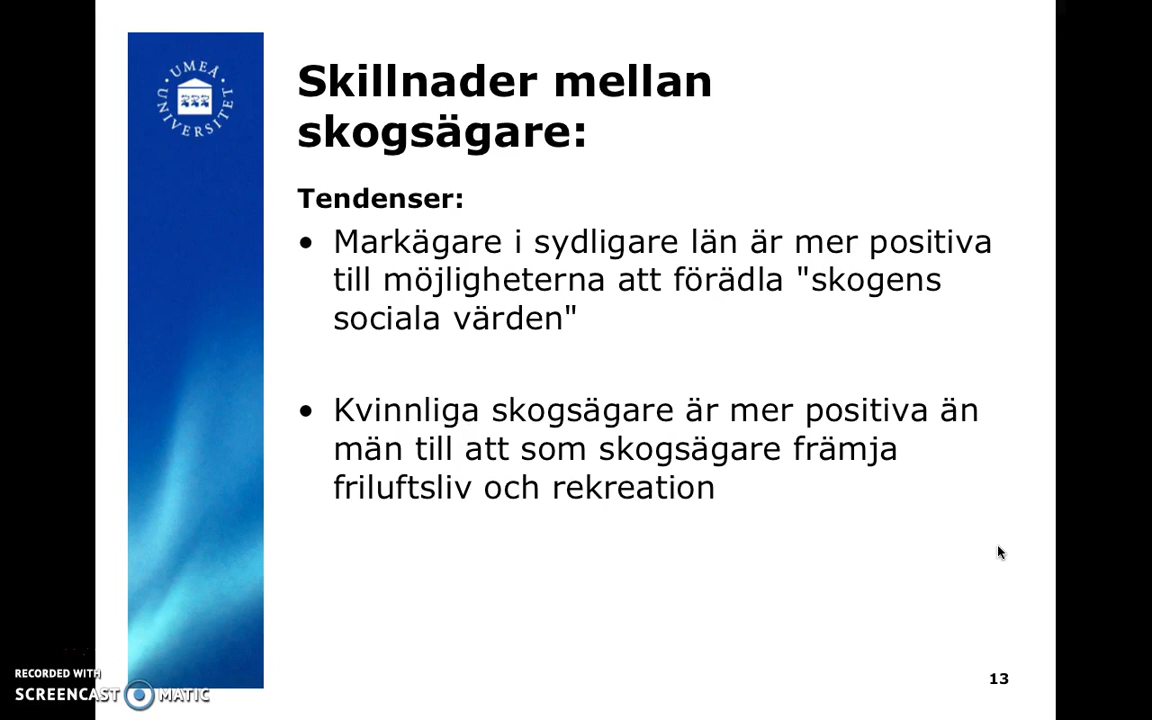 UMEÅ UNIVERSITET
Skillnader mellan
skogsägare:
Tendenser:
• Markägare i sydligare län är mer positiva
till möjligheterna att förädla "skogens
sociala värden"
• Kvinnliga skogsägare är mer positiva än
män till att som skogsägare främja
friluftsliv och rekreation
13
RECORDED WITH
SCREENCAST MATIC